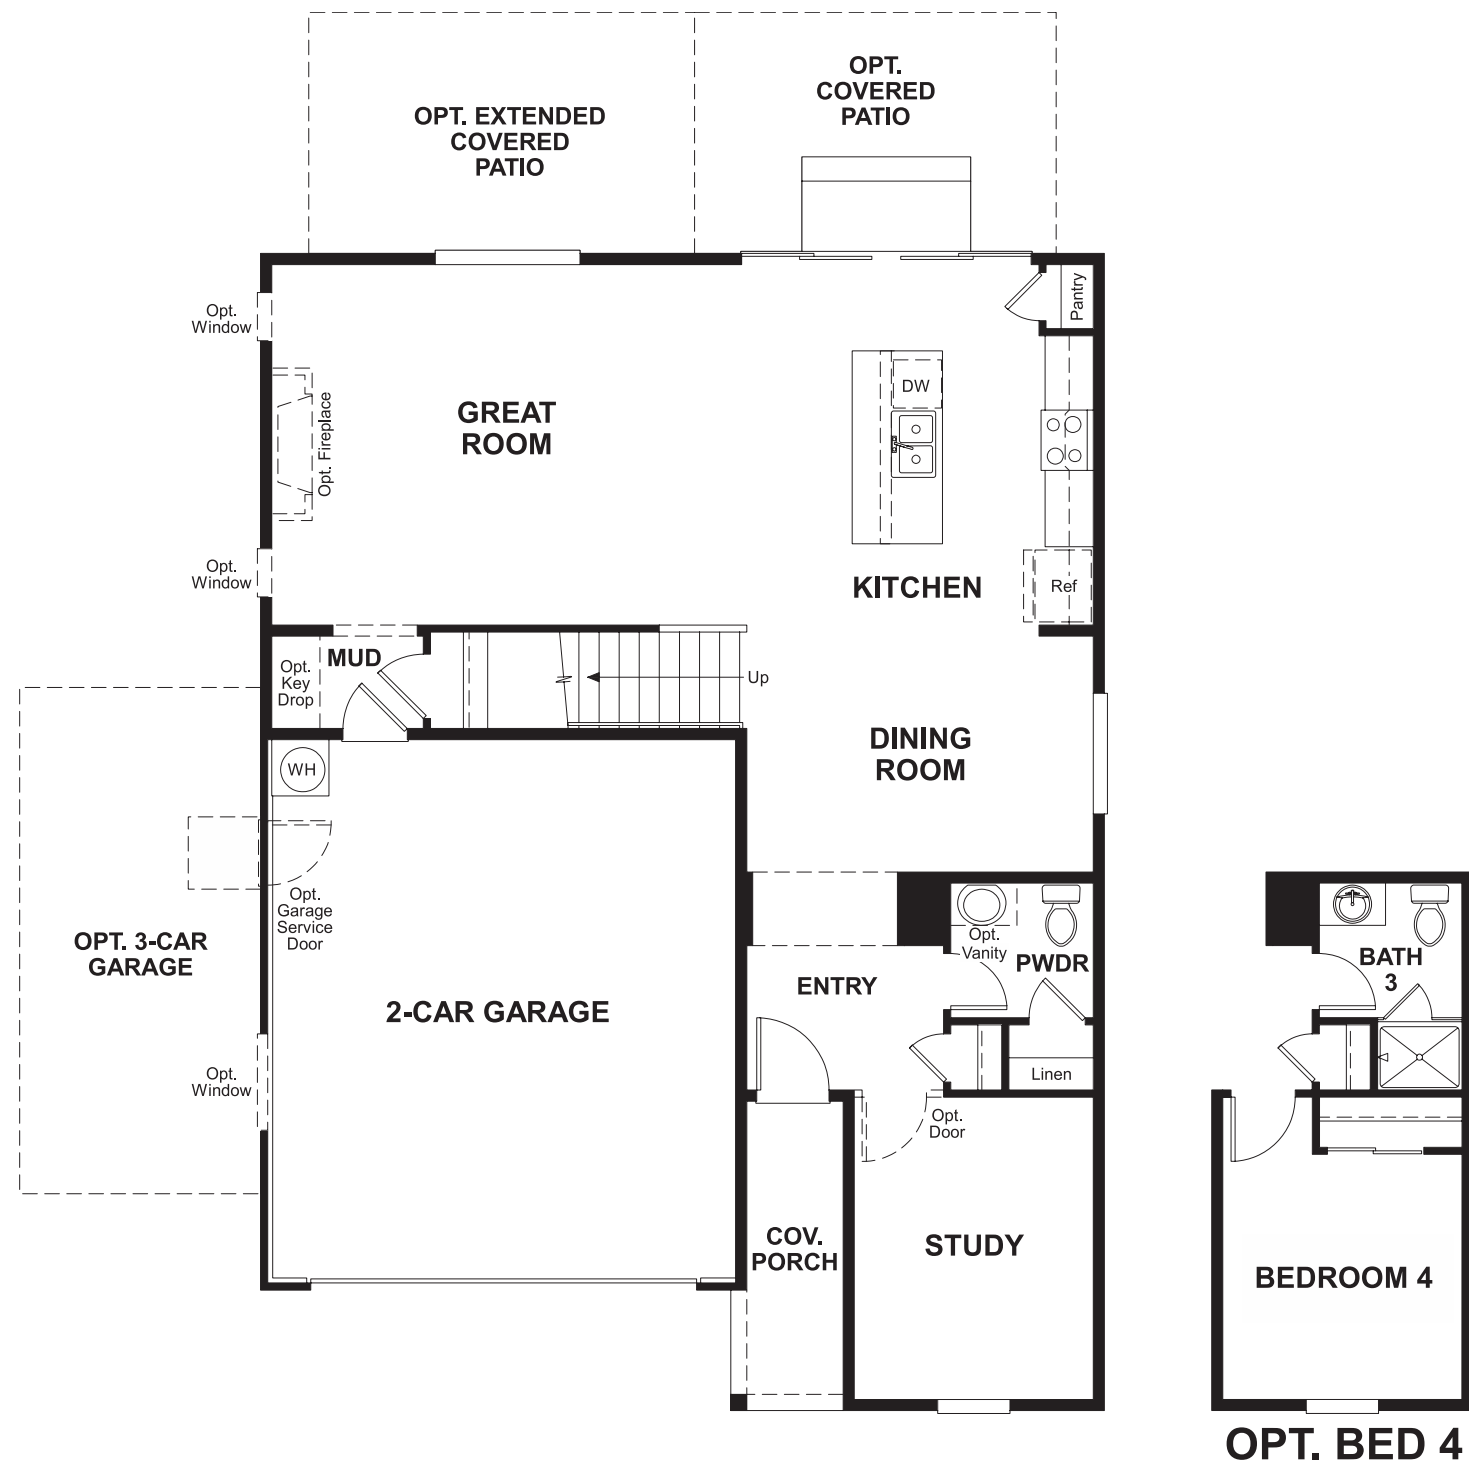 OPT. EXTENDED
COVERED
PATIO
OPT.
COVERED
PATIO
Opt.
Window
Pantry
DW
GREAT
ROOM
Opt. Fireplace
Opt.
Window
KITCHEN
Ref
MUD
Opt.
Key
Drop
Up
DINING
ROOM
WH
Opt.
Garage
Service
Door
OPT. 3-CAR
GARAGE
2-CAR GARAGE
Opt.
Vanity
PWDR
ENTRY
Linen
Opt.
Window
Opt.
Door
COV.
PORCH
STUDY
BATH
3
BEDROOM 4
OPT. BED 4